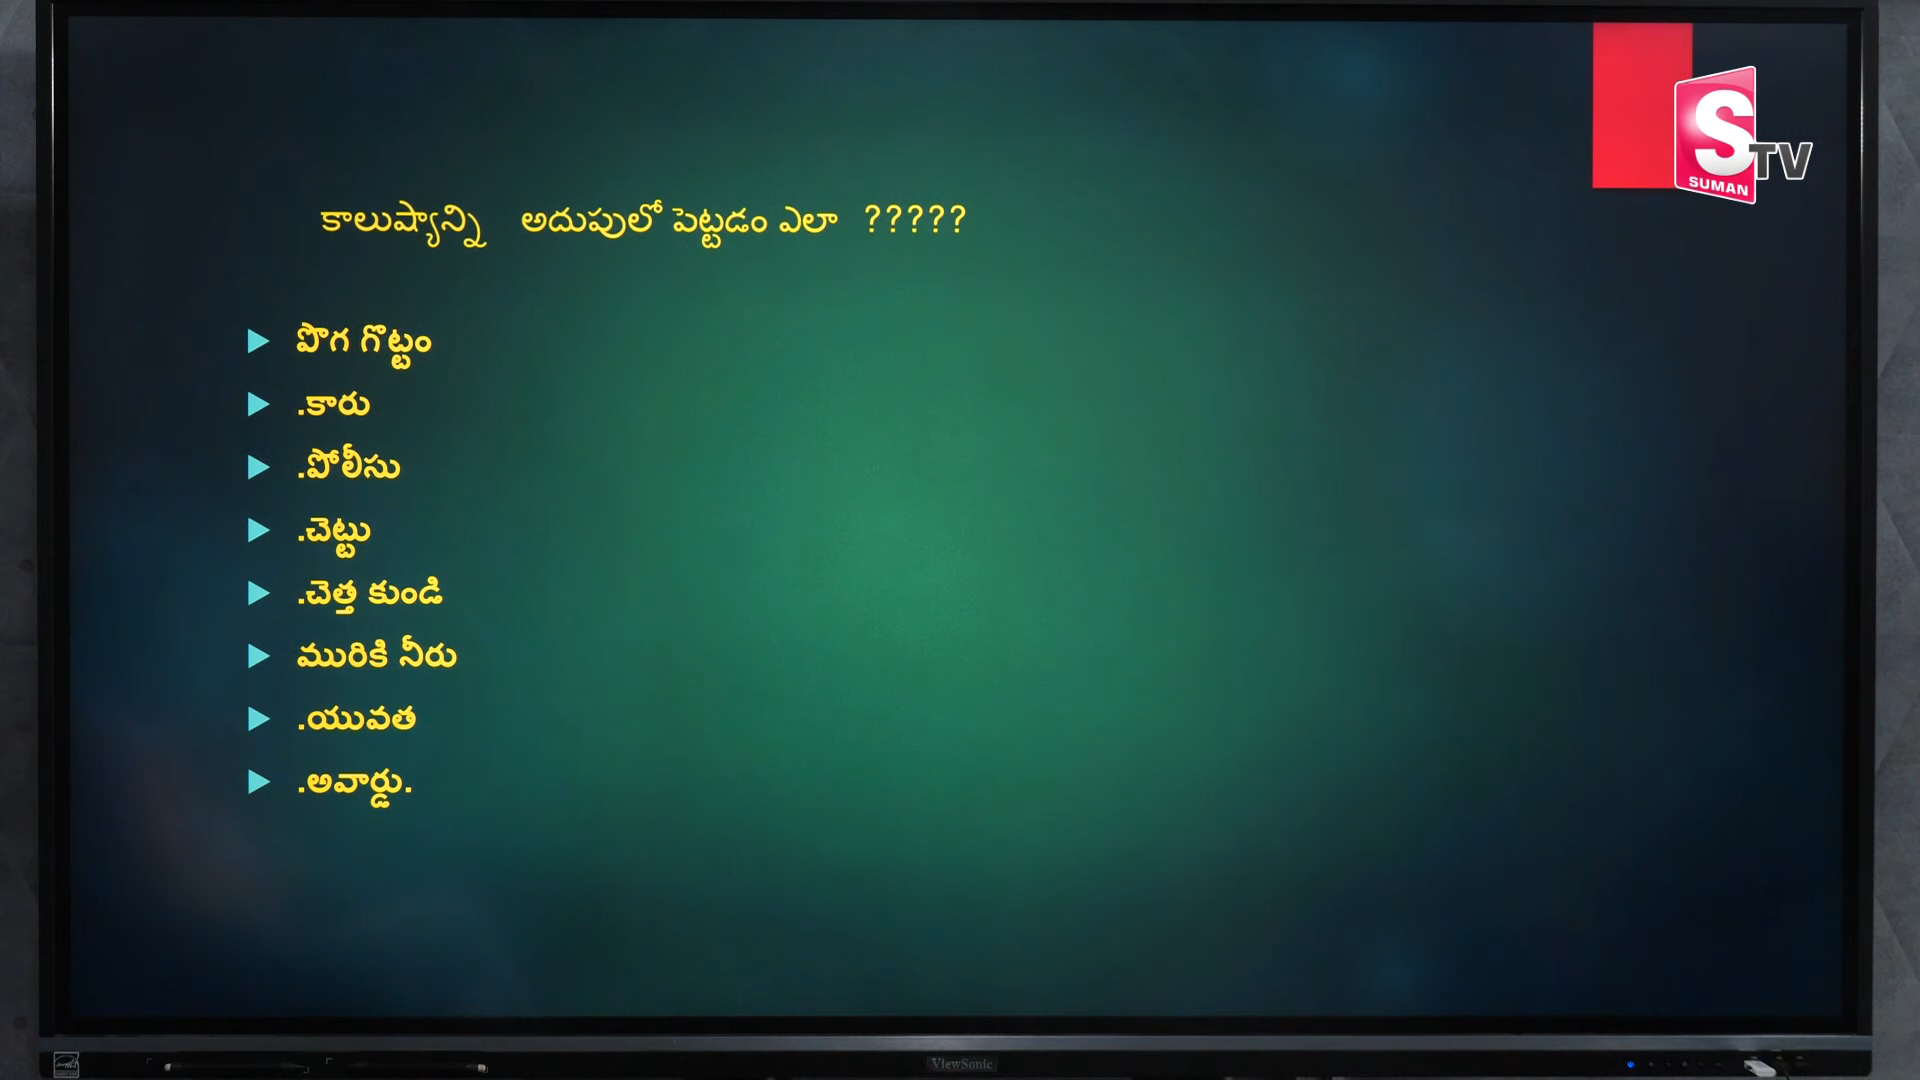 S
TV
SUMAN
కాలుష్యాన్ని అదుపులో పెట్టడం ఎలా ?????
పొగ గొట్టం
.కారు
.పోలీసు
.చెట్టు
.చెత్త కుండి
మురికి నీరు
.యువత
.అవార్డు.
ViewSonic